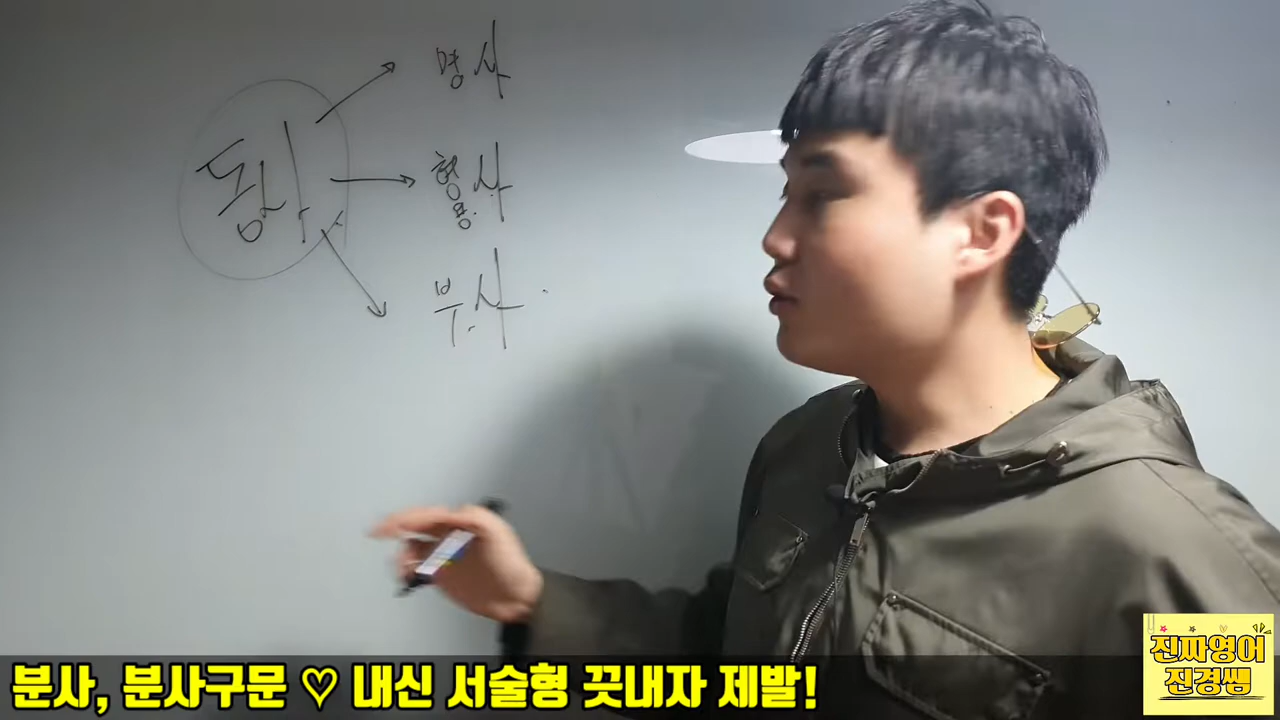 동사
명사
형용사
부사
분사, 분사구문 ♡ 내신 서술형 끗내자 제발!
진짜영어
진경쌤